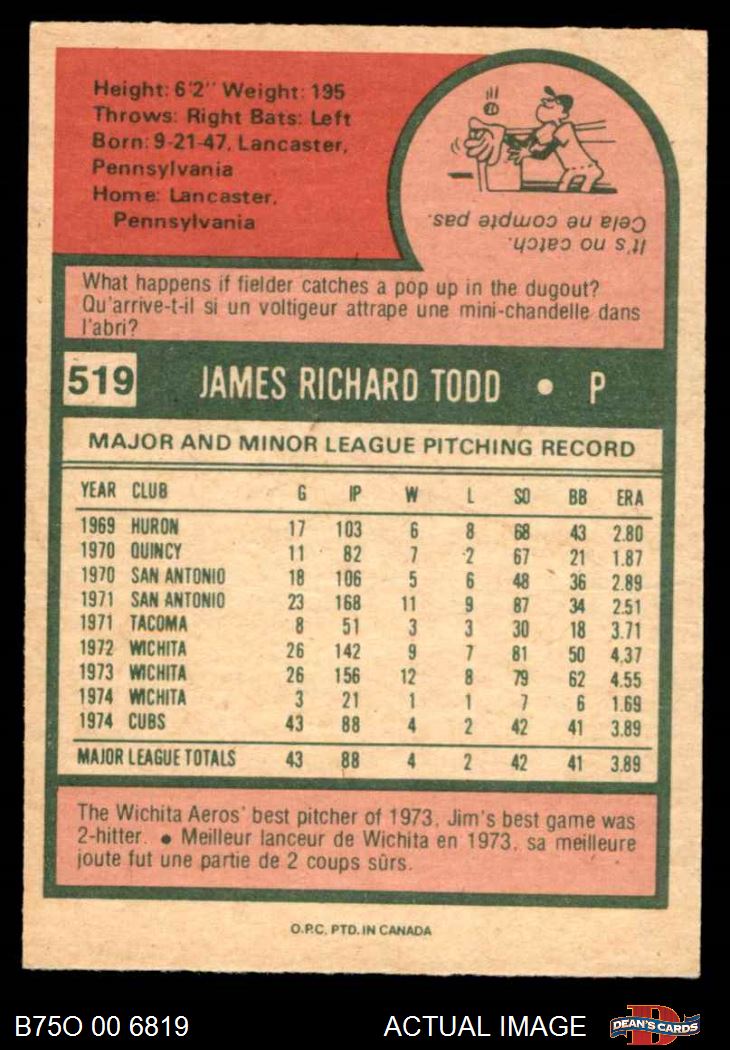 Height: 6'2" Weight: 195
Throws: Right Bats: Left
Born: 9-21-47, Lancaster,
Pennsylvania
Home: Lancaster,
Pennsylvania
It's no catch.
Cela ne compte pas.
What happens if fielder catches a pop up in the dugout?
Qu'arrive-t-il si un voltigeur attrape une mini-chandelle dans
l'abri?
519 JAMES RICHARD TODD • P
MAJOR AND MINOR LEAGUE PITCHING RECORD
YEAR CLUB G IP W L SO BB ERA
1969 HURON 17 103 6 8 68 43 2.80
1970 QUINCY 11 82 7 2 67 21 1.87
1970 SAN ANTONIO 18 106 5 6 48 36 2.89
1971 SAN ANTONIO 23 168 11 9 87 34 2.51
1971 TACOMA 8 51 3 3 30 18 3.71
1972 WICHITA 26 142 9 7 81 50 4.37
1973 WICHITA 26 156 12 8 79 62 4.55
1974 WICHITA 3 21 1 1 7 6 1.69
1974 CUBS 43 88 4 2 42 41 3.89
MAJOR LEAGUE TOTALS 43 88 4 2 42 41 3.89
The Wichita Aeros' best pitcher of 1973, Jim's best game was
2-hitter. • Meilleur lanceur de Wichita en 1973, sa meilleure
joute fut une partie de 2 coups sûrs.
O.P.C. PTD. IN CANADA
B75O 00 6819 ACTUAL IMAGE DEAN'S CARDS